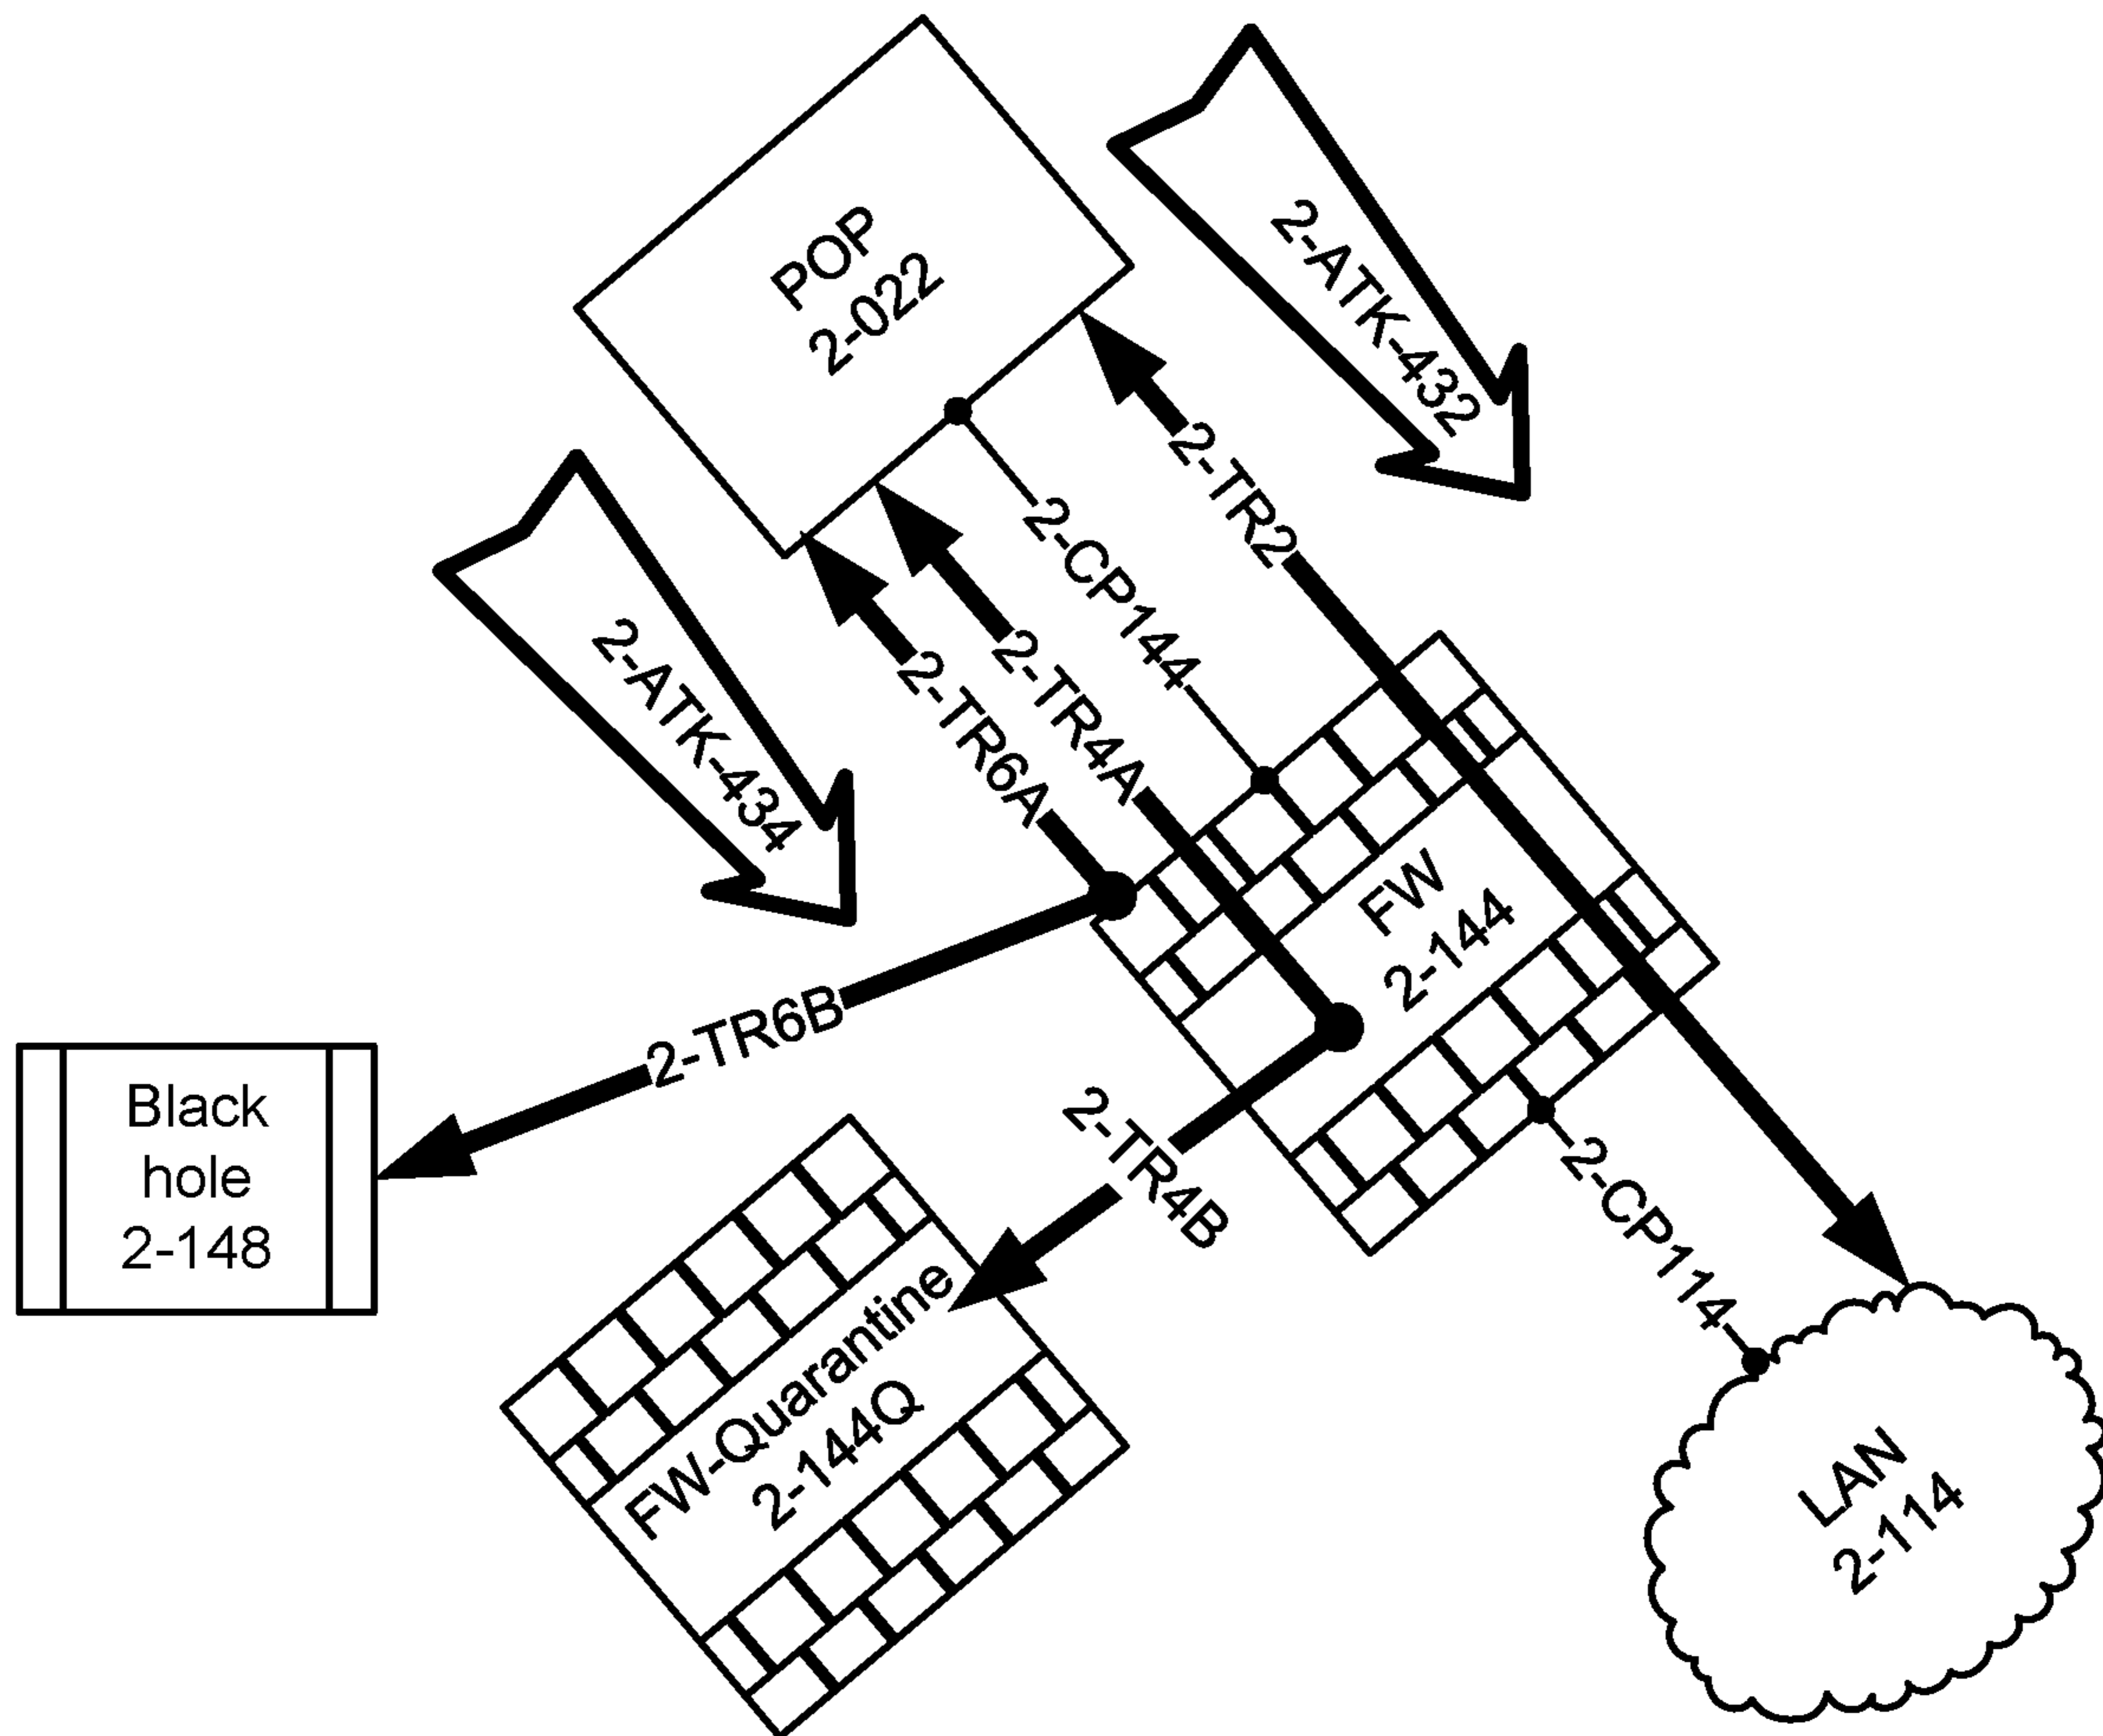 POP
2-022
2-ATK-432
2-TR2
2-CP144
2-TR4A
2-TR6A
2-ATK-434
FW
2-144
2-TR6B
Black
hole
2-148
2-TR4B
2-CP114
FW-Quarantine
2-144Q
LAN
2-114